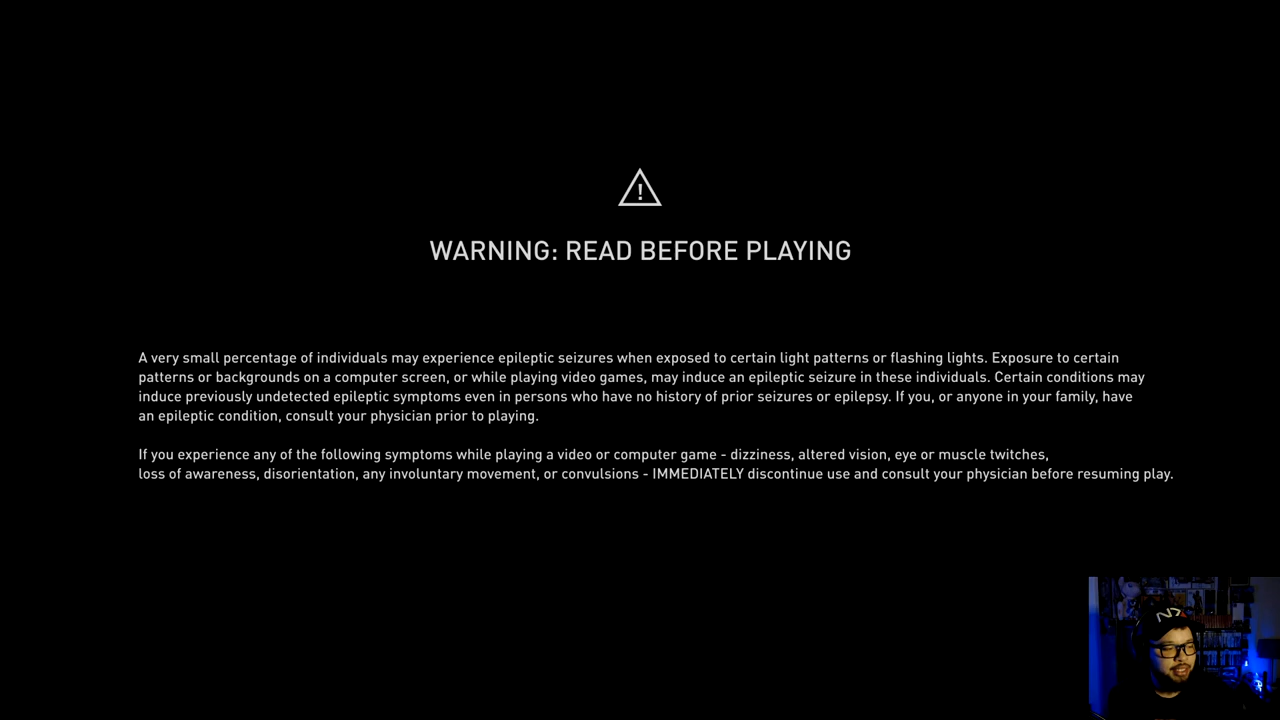 WARNING: READ BEFORE PLAYING
A very small percentage of individuals may experience epileptic seizures when exposed to certain light patterns or flashing lights. Exposure to certain
patterns or backgrounds on a computer screen, or while playing video games, may induce an epileptic seizure in these individuals. Certain conditions may
induce previously undetected epileptic symptoms even in persons who have no history of prior seizures or epilepsy. If you, or anyone in your family, have
an epileptic condition, consult your physician prior to playing.
If you experience any of the following symptoms while playing a video or computer game - dizziness, altered vision, eye or muscle twitches,
loss of awareness, disorientation, any involuntary movement, or convulsions - IMMEDIATELY discontinue use and consult your physician before resuming play.
N7